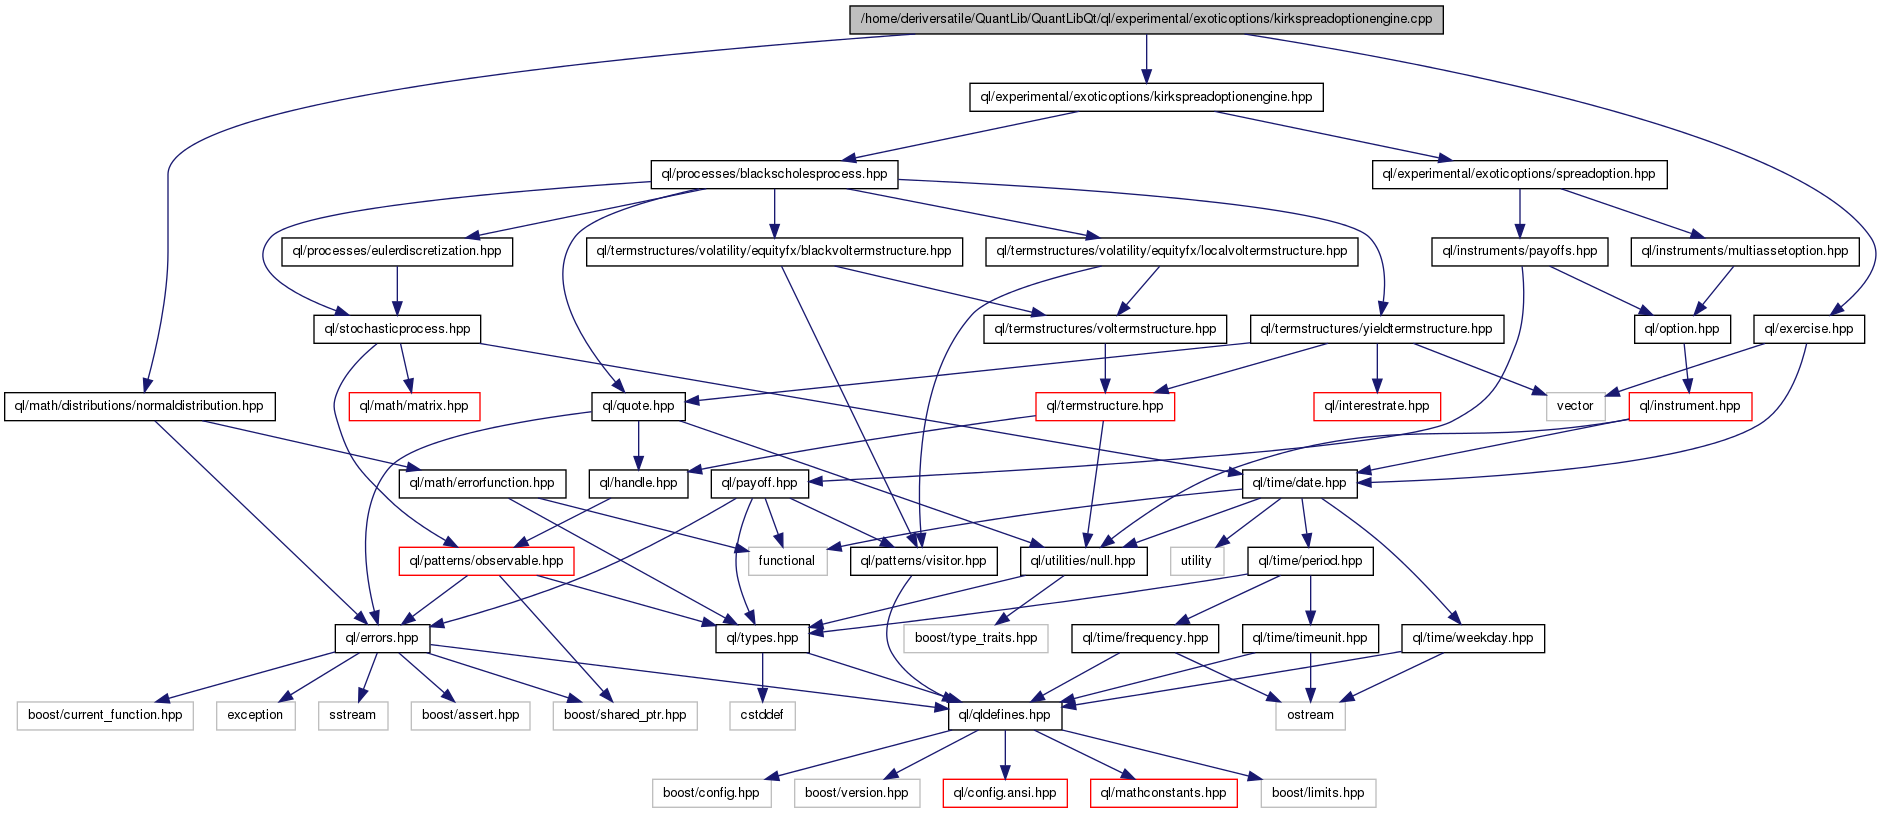 /home/deriversatile/QuantLib/QuantLibQt/ql/experimental/exoticoptions/kirkspreadoptionengine.cpp
ql/experimental/exoticoptions/kirkspreadoptionengine.hpp
ql/processes/blackscholesprocess.hpp
ql/experimental/exoticoptions/spreadoption.hpp
ql/processes/eulerdiscretization.hpp
ql/termstructures/volatility/equityfx/blackvoltermstructure.hpp
ql/termstructures/volatility/equityfx/localvoltermstructure.hpp
ql/instruments/payoffs.hpp
ql/instruments/multiassetoption.hpp
ql/stochasticprocess.hpp
ql/termstructures/voltermstructure.hpp
ql/termstructures/yieldtermstructure.hpp
ql/option.hpp
ql/exercise.hpp
ql/math/distributions/normaldistribution.hpp
ql/math/matrix.hpp
ql/quote.hpp
ql/termstructure.hpp
ql/interestrate.hpp
vector
ql/instrument.hpp
ql/math/errorfunction.hpp
ql/handle.hpp
ql/payoff.hpp
ql/time/date.hpp
ql/patterns/observable.hpp
functional
ql/patterns/visitor.hpp
ql/utilities/null.hpp
utility
ql/time/period.hpp
ql/errors.hpp
ql/types.hpp
boost/type_traits.hpp
ql/time/frequency.hpp
ql/time/timeunit.hpp
ql/time/weekday.hpp
boost/current_function.hpp
exception
sstream
boost/assert.hpp
boost/shared_ptr.hpp
cstddef
ql/qldefines.hpp
ostream
boost/config.hpp
boost/version.hpp
ql/config.ansi.hpp
ql/mathconstants.hpp
boost/limits.hpp